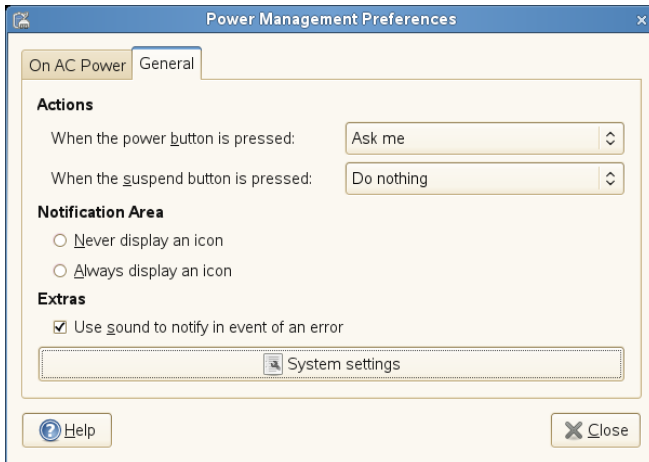 Power Management Preferences
On AC Power General
Actions
When the power button is pressed: Ask me
When the suspend button is pressed: Do nothing
Notification Area
Never display an icon
Always display an icon
Extras
Use sound to notify in event of an error
System settings
Help Close